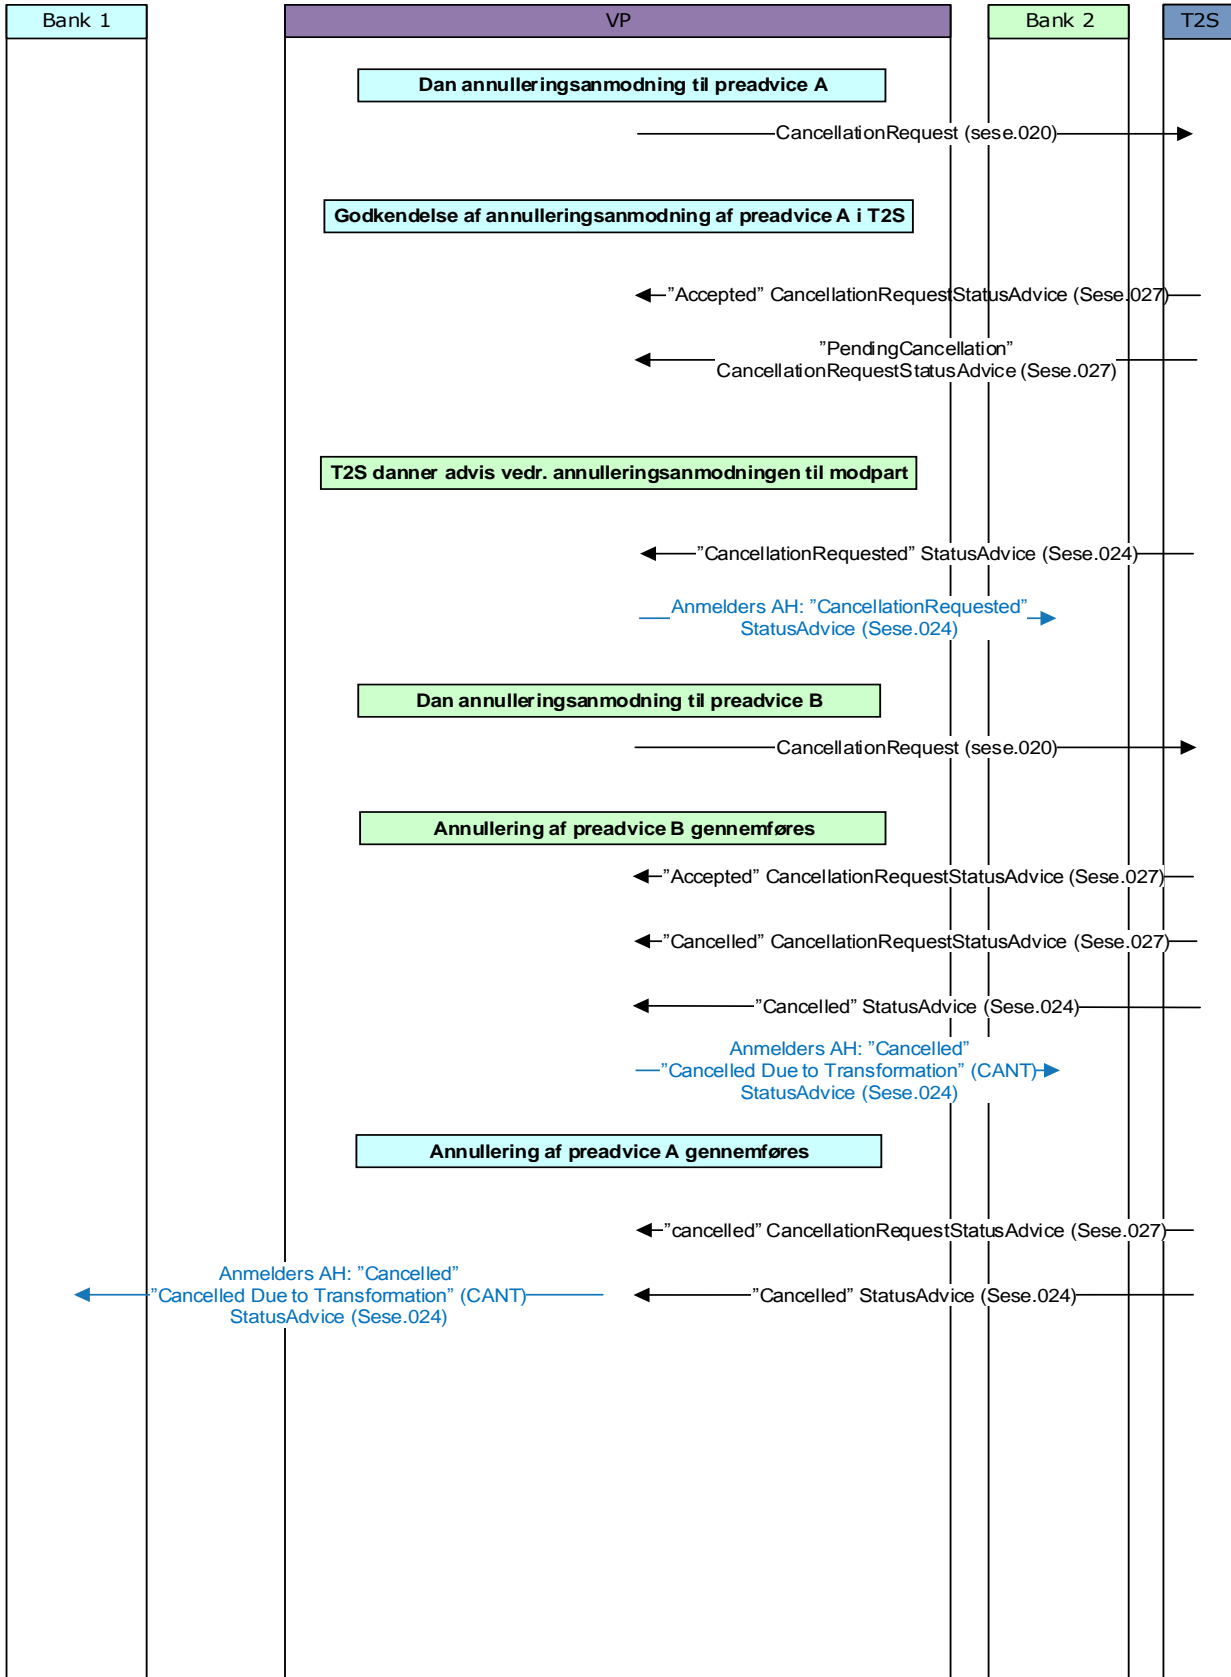 Bank 1
VP
Bank 2
T2S
Dan annulleringsanmodning til preadvice A
CancellationRequest (sese.020)
Godkendelse af annulleringsanmodning af preadvice A i T2S
”Accepted” CancellationRequestStatusAdvice (Sese.027)
”PendingCancellation”
CancellationRequestStatusAdvice (Sese.027)
T2S danner advis vedr. annulleringsanmodningen til modpart
”CancellationRequested” StatusAdvice (Sese.024)
Anmelders AH: ”CancellationRequested”
StatusAdvice (Sese.024)
Dan annulleringsanmodning til preadvice B
CancellationRequest (sese.020)
Annullering af preadvice B gennemføres
”Accepted” CancellationRequestStatusAdvice (Sese.027)
”Cancelled” CancellationRequestStatusAdvice (Sese.027)
”Cancelled” StatusAdvice (Sese.024)
Anmelders AH: ”Cancelled”
”Cancelled Due to Transformation” (CANT)
StatusAdvice (Sese.024)
Annullering af preadvice A gennemføres
”cancelled” CancellationRequestStatusAdvice (Sese.027)
Anmelders AH: ”Cancelled”
”Cancelled Due to Transformation” (CANT)
StatusAdvice (Sese.024)
”Cancelled” StatusAdvice (Sese.024)